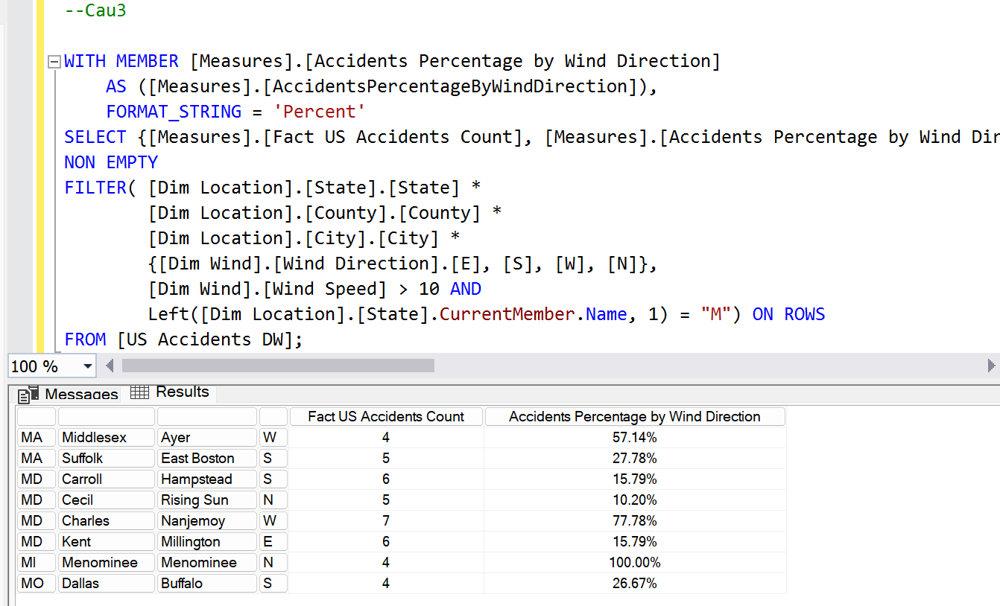 --Cau3
WITH MEMBER [Measures].[Accidents Percentage by Wind Direction]
AS ([Measures].[AccidentsPercentageByWindDirection]),
FORMAT_STRING = 'Percent'
SELECT {[Measures].[Fact US Accidents Count], [Measures].[Accidents Percentage by Wind Dir
NON EMPTY
FILTER( [Dim Location].[State].[State] *
[Dim Location].[County].[County] *
[Dim Location].[City].[City] *
{[Dim Wind].[Wind Direction].[E], [S], [W], [N]},
[Dim Wind].[Wind Speed] > 10 AND
Left([Dim Location].[State].CurrentMember.Name, 1) = "M") ON ROWS
FROM [US Accidents DW];
100 %
Messages Results
Fact US Accidents Count Accidents Percentage by Wind Direction
MA Middlesex Ayer W 4 57.14%
MA Suffolk East Boston S 5 27.78%
MD Carroll Hampstead S 6 15.79%
MD Cecil Rising Sun N 5 10.20%
MD Charles Nanjemoy W 7 77.78%
MD Kent Millington E 6 15.79%
MI Menominee Menominee N 4 100.00%
MO Dallas Buffalo S 4 26.67%